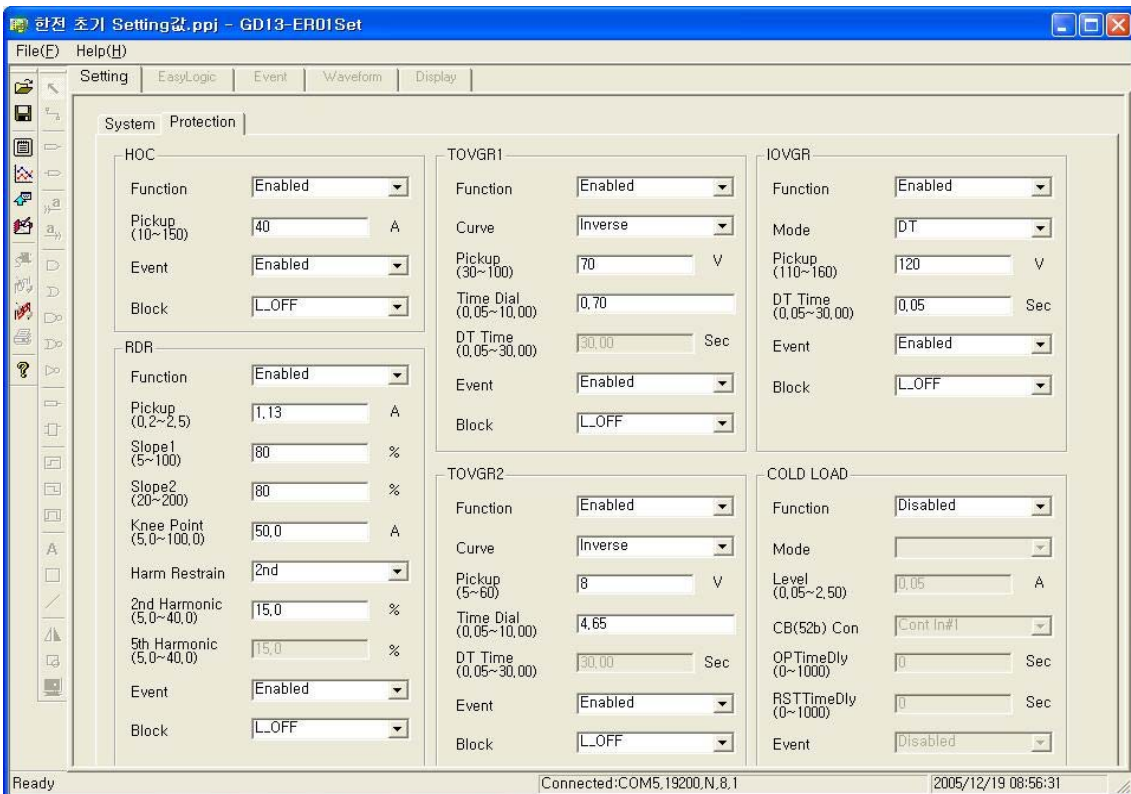 한전 초기 Setting값.ppj - GD13-ER01Set
File(F) Help(H)
Setting EasyLogic Event Waveform Display
System Protection
HOC
Function Enabled
Pickup (10~150) 40 A
Event Enabled
Block L_OFF
RDR
Function Enabled
Pickup (0,2~2,5) 1,13 A
Slope1 (5~100) 80 %
Slope2 (20~200) 80 %
Knee Point (5,0~100,0) 50,0 A
Harm Restrain 2nd
2nd Harmonic (5,0~40,0) 15,0 %
5th Harmonic (5,0~40,0) 15,0 %
Event Enabled
Block L_OFF
TOVGR1
Function Enabled
Curve Inverse
Pickup (30~100) 70 V
Time Dial (0,05~10,00) 0,70
DT Time (0,05~30,00) 30,00 Sec
Event Enabled
Block L_OFF
TOVGR2
Function Enabled
Curve Inverse
Pickup (5~60) 8 V
Time Dial (0,05~10,00) 4,65
DT Time (0,05~30,00) 30,00 Sec
Event Enabled
Block L_OFF
IOVGR
Function Enabled
Mode DT
Pickup (110~160) 120 V
DT Time (0,05~30,00) 0,05 Sec
Event Enabled
Block L_OFF
COLD LOAD
Function Disabled
Mode
Level (0,05~2,50) 0,05 A
CB(52b) Con Cont In#1
OPTimeDly (0~1000) 0 Sec
RSTTimeDly (0~1000) 0 Sec
Event Disabled
Ready Connected:COM5,19200,N,8,1 2005/12/19 08:56:31